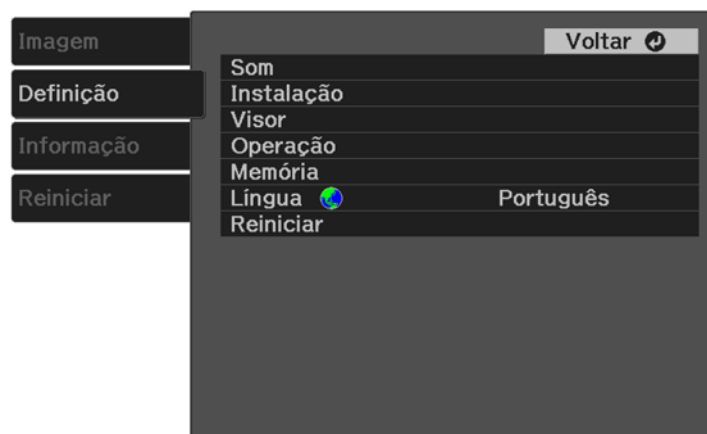 Imagem
Definição
Informação
Reiniciar
Voltar
Som
Instalação
Visor
Operação
Memória
Língua Português
Reiniciar